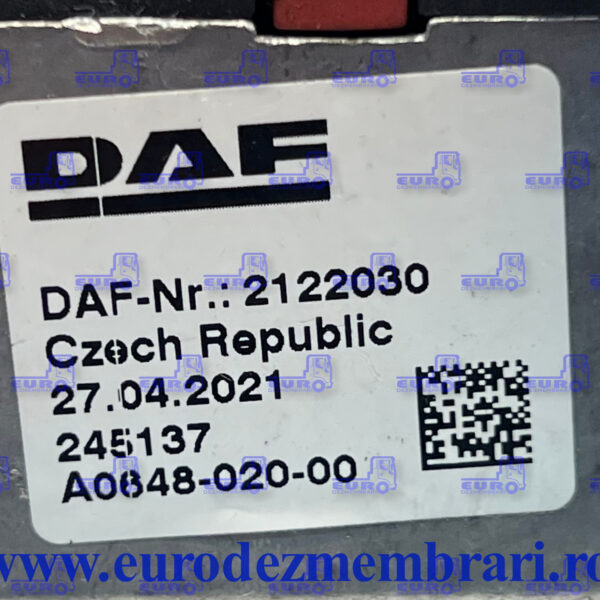 DAF
DAF-Nr.: 2122030
Czech Republic
27.04.2021
245137
A0648-020-00
www.eurodezmembrari.ro